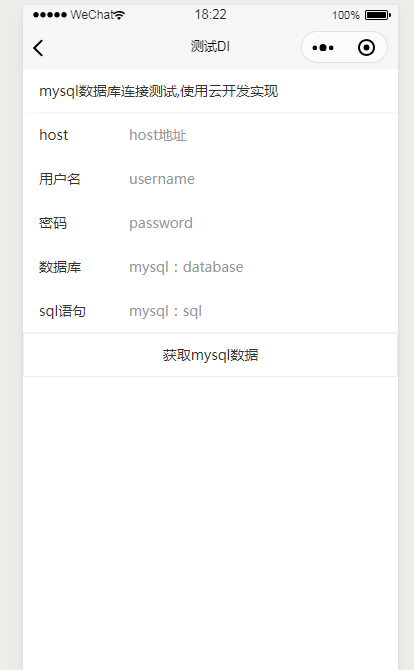 WeChat 18:22 100%
测试DI
mysql数据库连接测试,使用云开发实现
host host地址
用户名 username
密码 password
数据库 mysql：database
sql语句 mysql：sql
获取mysql数据